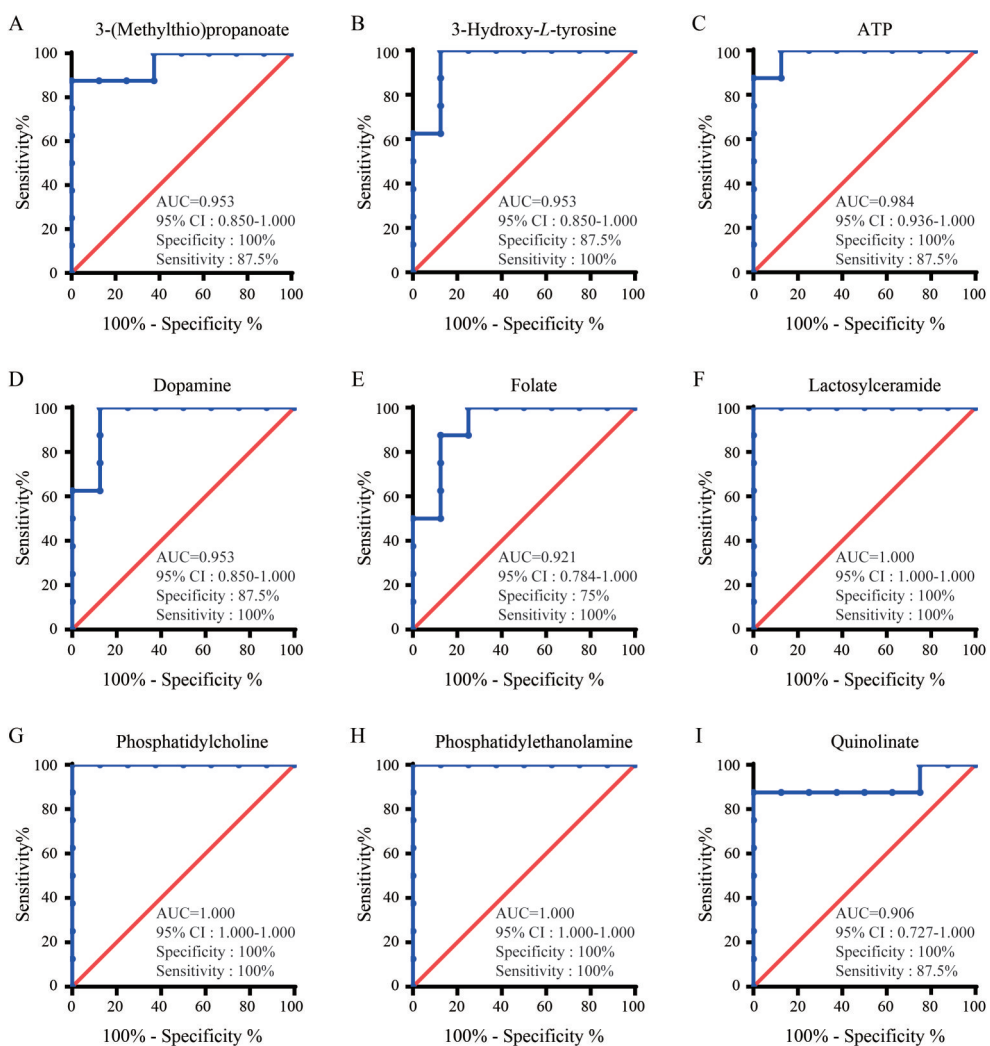 A
3-(Methylthio)propanoate
Sensitivity%
100
80
60
40
20
0
AUC=0.953
95% CI : 0.850-1.000
Specificity : 100%
Sensitivity : 87.5%
0 20 40 60 80 100
100% - Specificity %
B
3-Hydroxy-L-tyrosine
Sensitivity%
100
80
60
40
20
0
AUC=0.953
95% CI : 0.850-1.000
Specificity : 87.5%
Sensitivity : 100%
0 20 40 60 80 100
100% - Specificity %
C
ATP
Sensitivity%
100
80
60
40
20
0
AUC=0.984
95% CI : 0.936-1.000
Specificity : 100%
Sensitivity : 87.5%
0 20 40 60 80 100
100% - Specificity %
D
Dopamine
Sensitivity%
100
80
60
40
20
0
AUC=0.953
95% CI : 0.850-1.000
Specificity : 87.5%
Sensitivity : 100%
0 20 40 60 80 100
100% - Specificity %
E
Folate
Sensitivity%
100
80
60
40
20
0
AUC=0.921
95% CI : 0.784-1.000
Specificity : 75%
Sensitivity : 100%
0 20 40 60 80 100
100% - Specificity %
F
Lactosylceramide
Sensitivity%
100
80
60
40
20
0
AUC=1.000
95% CI : 1.000-1.000
Specificity : 100%
Sensitivity : 100%
0 20 40 60 80 100
100% - Specificity %
G
Phosphatidylcholine
Sensitivity%
100
80
60
40
20
0
AUC=1.000
95% CI : 1.000-1.000
Specificity : 100%
Sensitivity : 100%
0 20 40 60 80 100
100% - Specificity %
H
Phosphatidylethanolamine
Sensitivity%
100
80
60
40
20
0
AUC=1.000
95% CI : 1.000-1.000
Specificity : 100%
Sensitivity : 100%
0 20 40 60 80 100
100% - Specificity %
I
Quinolinate
Sensitivity%
100
80
60
40
20
0
AUC=0.906
95% CI : 0.727-1.000
Specificity : 100%
Sensitivity : 87.5%
0 20 40 60 80 100
100% - Specificity %